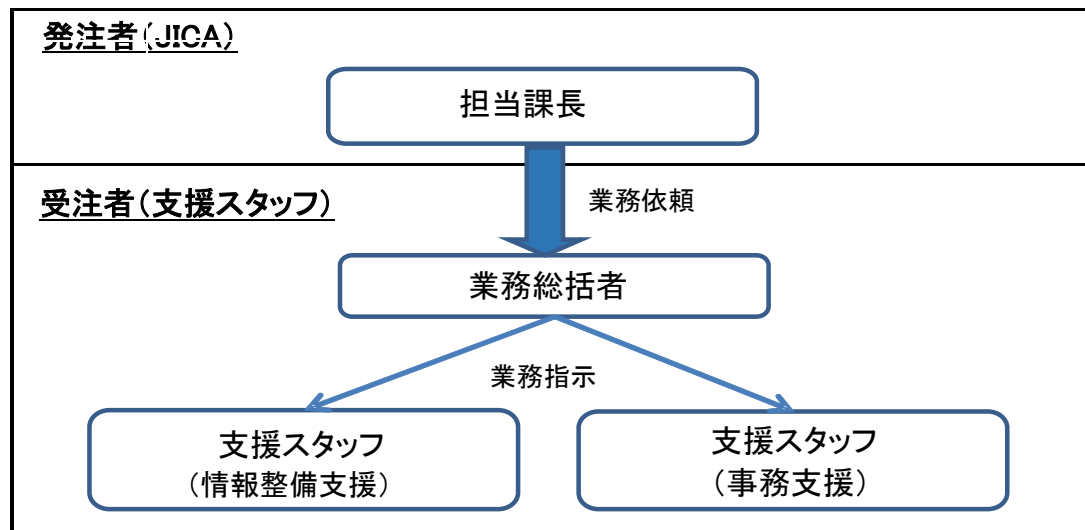 発注者(JICA)
担当課長
業務依頼
受注者(支援スタッフ)
業務総括者
業務指示
支援スタッフ
(情報整備支援)
支援スタッフ
(事務支援)